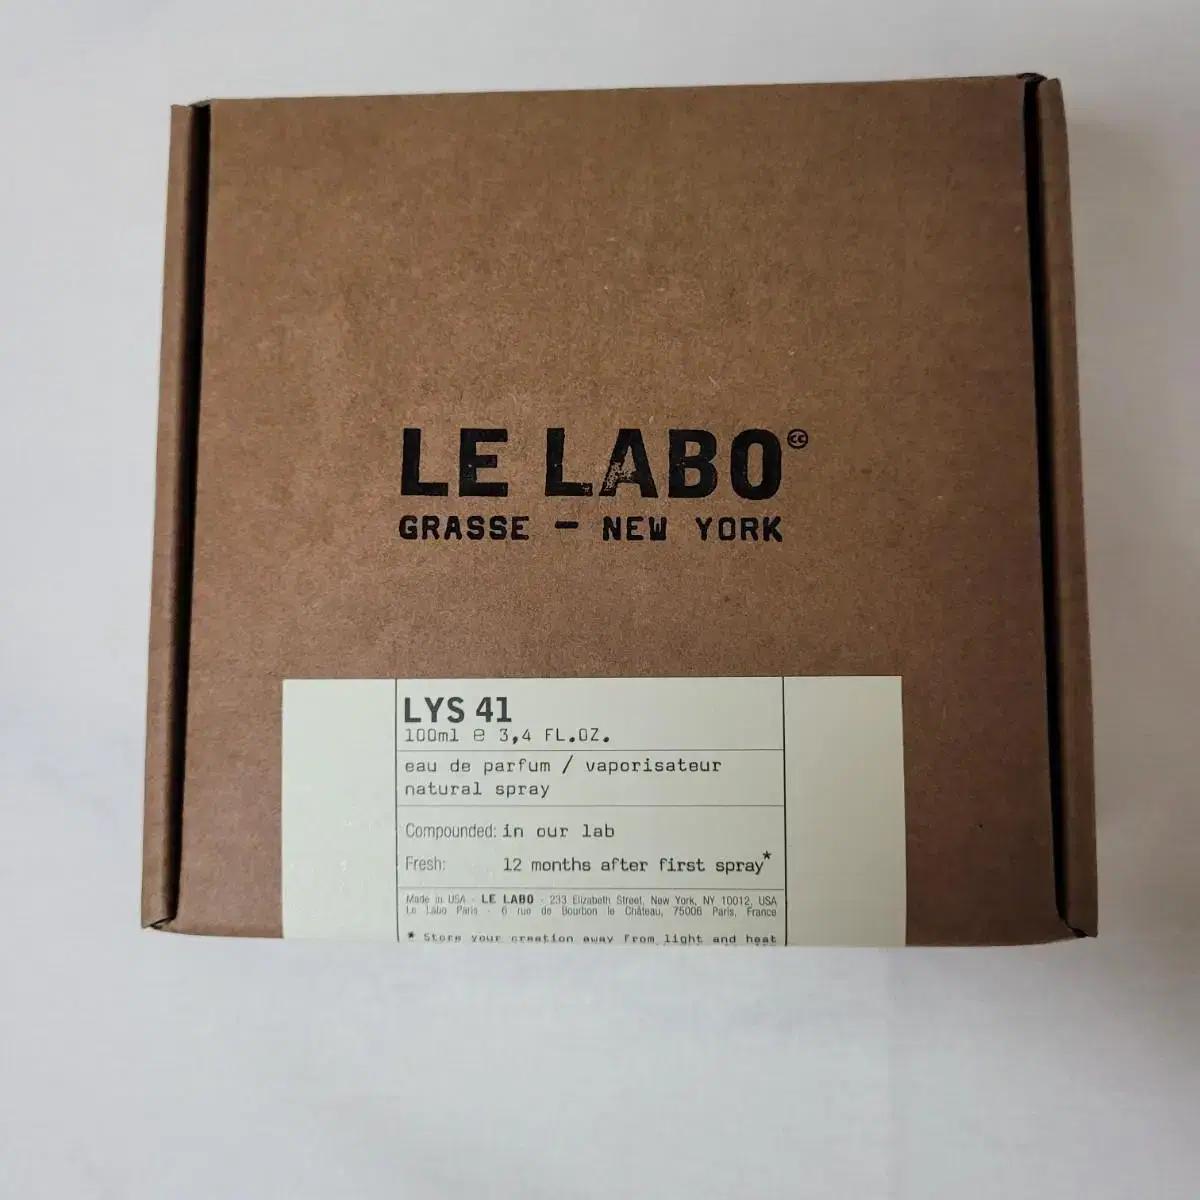 LE LABO
GRASSE — NEW YORK
LYS 41
100ml e 3,4 FL.OZ.
eau de parfum / vaporisateur
natural spray
Compounded: in our lab
Fresh: 12 months after first spray*
Made in USA - LE LABO - 233 Elizabeth Street, New York, NY 10012, USA
Le Labo Paris - 6 rue de Bourbon le Château, 75006 Paris, France
* Store your creation away from light and heat